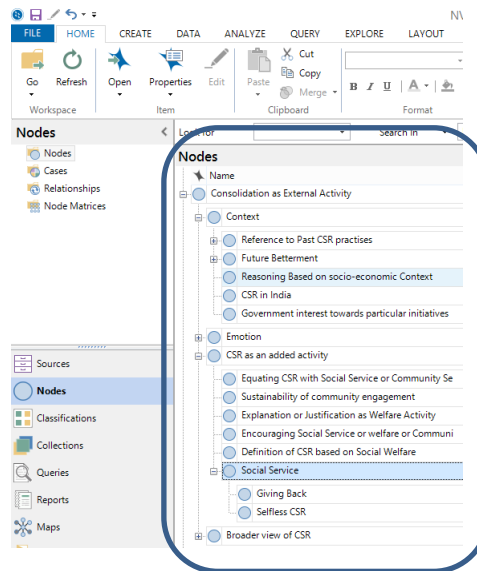 NV
FILE HOME CREATE DATA ANALYZE QUERY EXPLORE LAYOUT
Go Refresh Open Properties Edit Paste Cut
Copy
Merge
B I U A
Workspace Item Clipboard Format
Nodes
Nodes
Cases
Relationships
Node Matrices
Sources
Nodes
Classifications
Collections
Queries
Reports
Maps
Look for Search In
Nodes
Name
Consolidation as External Activity
Context
Reference to Past CSR practises
Future Betterment
Reasoning Based on socio-economic Context
CSR in India
Government interest towards particular initiatives
Emotion
CSR as an added activity
Equating CSR with Social Service or Community Se
Sustainability of community engagement
Explanation or Justification as Welfare Activity
Encouraging Social Service or welfare or Communi
Definition of CSR based on Social Welfare
Social Service
Giving Back
Selfless CSR
Broader view of CSR